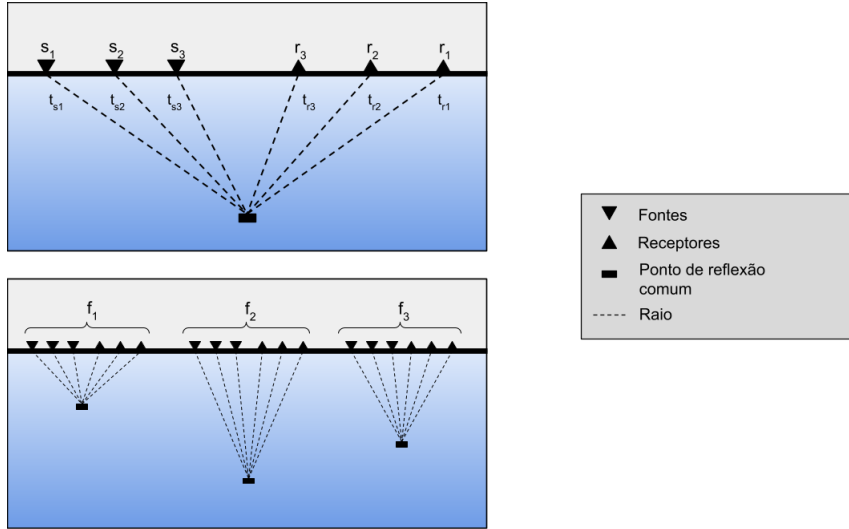 s1 s2 s3 r3 r2 r1
ts1 ts2 ts3 tr3 tr2 tr1
f1 f2 f3
Fontes
Receptores
Ponto de reflexão
comum
Raio